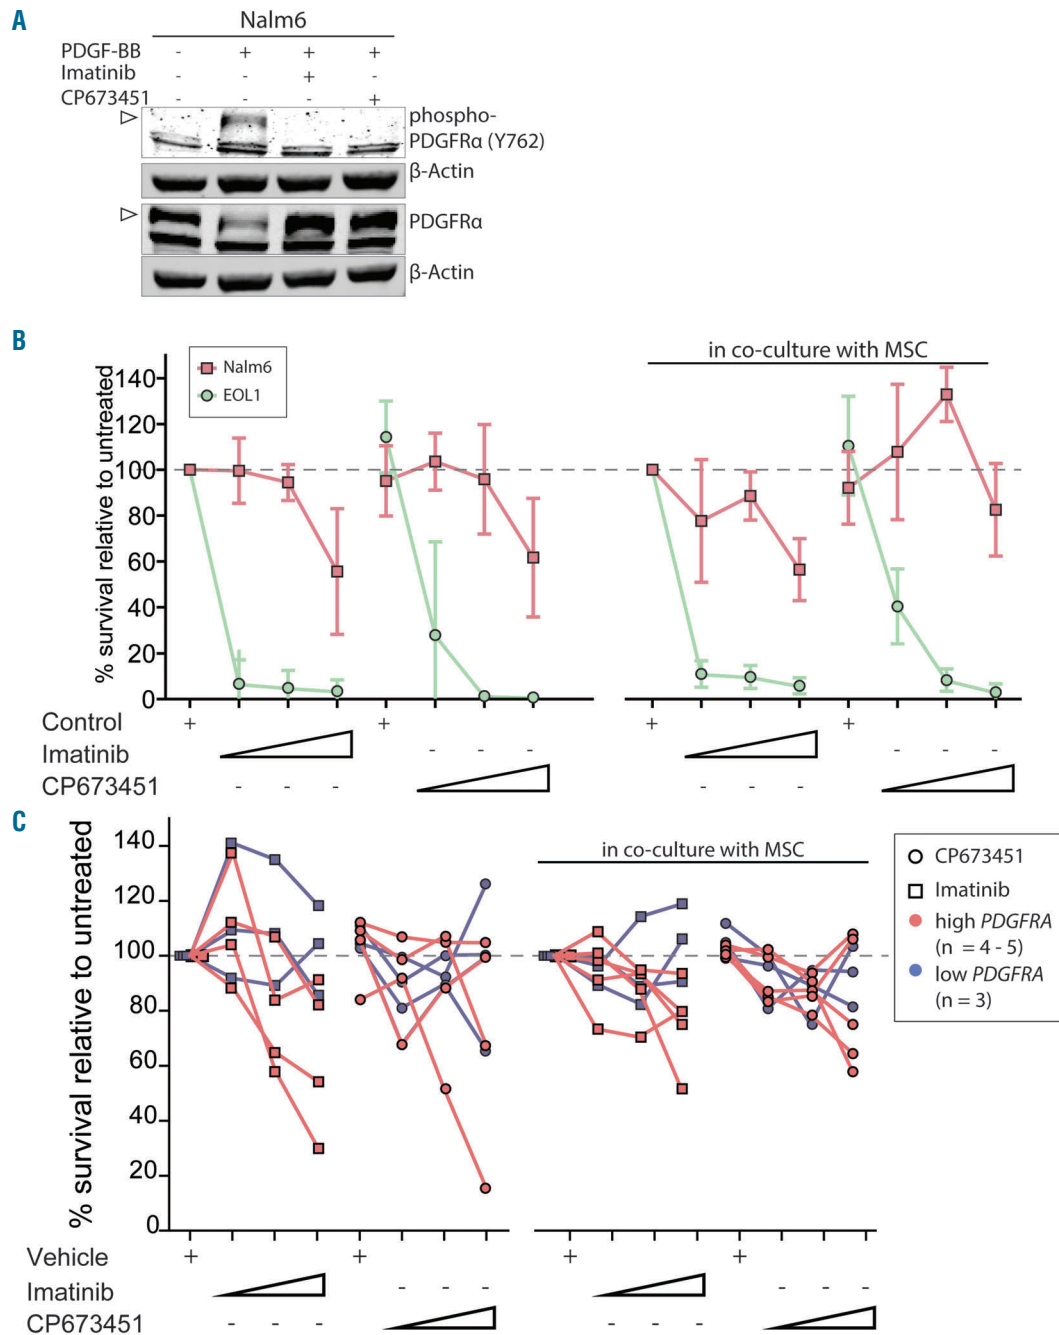 A
Nalm6
PDGF-BB - + + +
Imatinib - - + -
CP673451 - - - +
phospho-
PDGFRα (Y762)
β-Actin
PDGFRα
β-Actin
B
in co-culture with MSC
Nalm6
EOL1
% survival relative to untreated
140
120
100
80
60
40
20
0
Control + + + +
Imatinib - - - - - -
CP673451 - - - - - -
C
in co-culture with MSC
% survival relative to untreated
140
120
100
80
60
40
20
0
CP673451
Imatinib
high PDGFRA
(n = 4 - 5)
low PDGFRA
(n = 3)
Vehicle + + + +
Imatinib - - - - - -
CP673451 - - - - - -